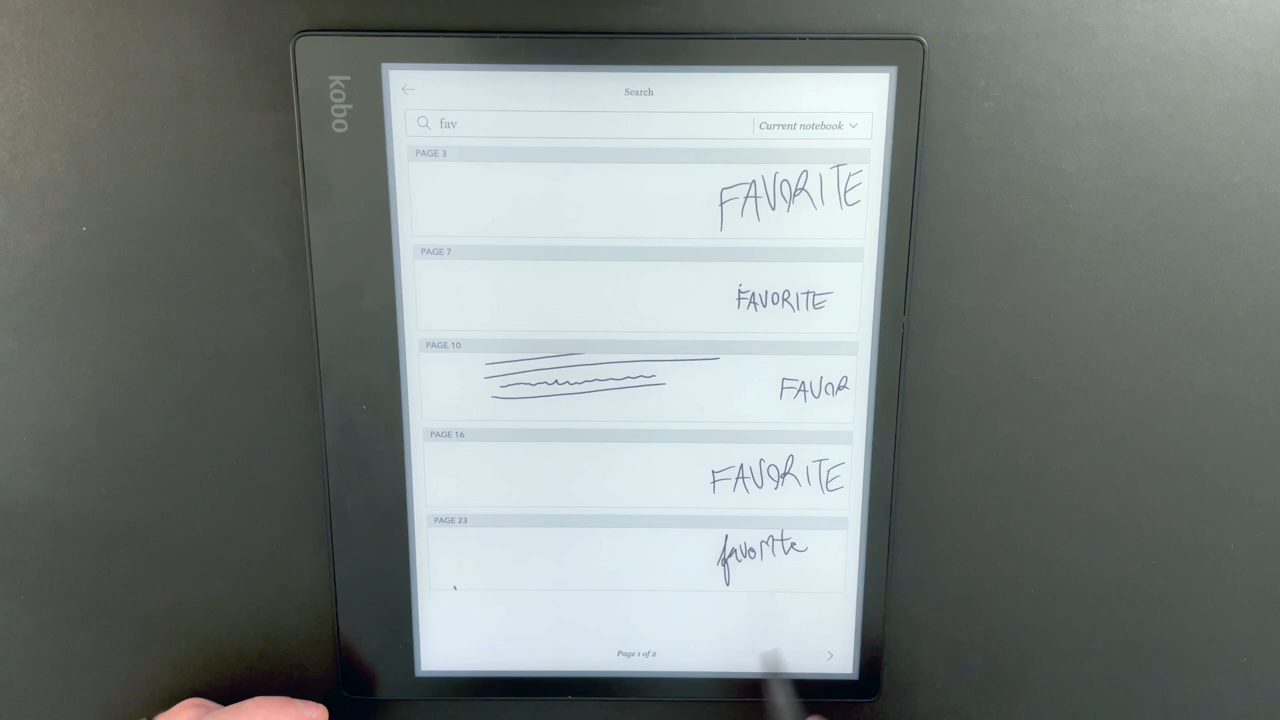 kobo
Search
fav
Current notebook
PAGE 3
FAVORITE
PAGE 7
FAVORITE
PAGE 10
FAVOR
PAGE 16
FAVORITE
PAGE 23
favorite
Page 1 of 2